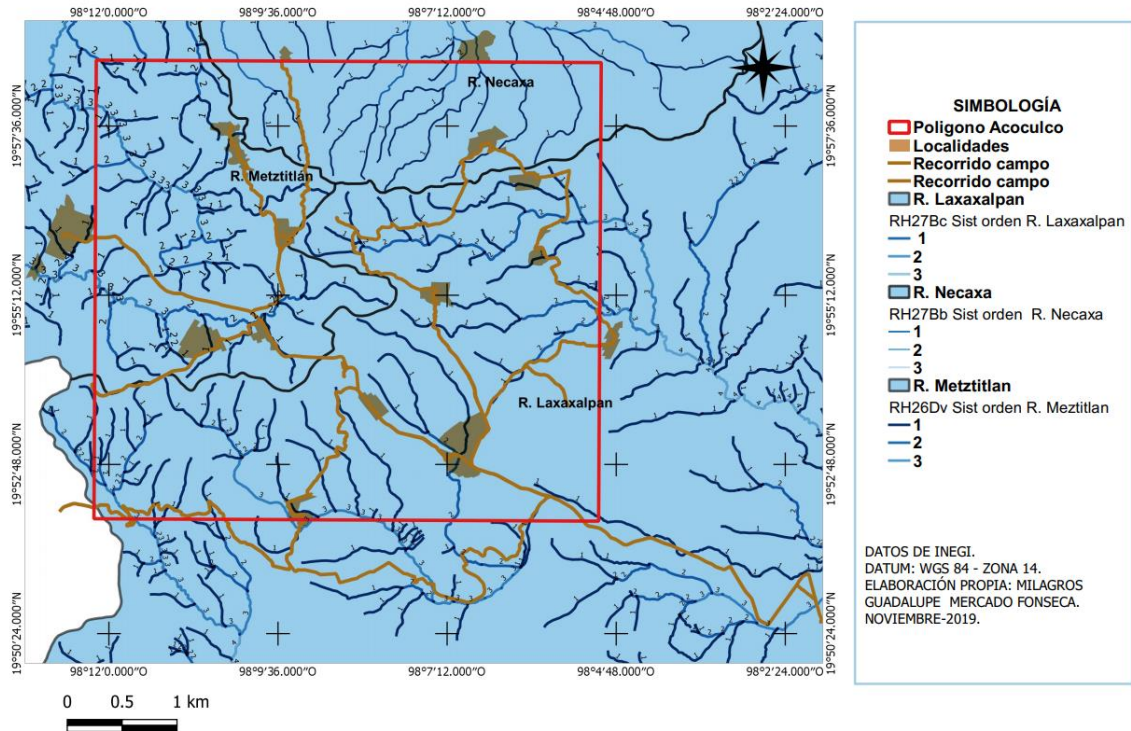 98°12'0.000"O 98°9'36.000"O 98°7'12.000"O 98°4'48.000"O 98°2'24.000"O
19°57'36.000"N
19°55'12.000"N
19°52'48.000"N
19°50'24.000"N
R. Necaxa
R. Metztitlán
R. Laxaxalpan
19°57'36.000"N
19°55'12.000"N
19°52'48.000"N
19°50'24.000"N
98°12'0.000"O 98°9'36.000"O 98°7'12.000"O 98°4'48.000"O 98°2'24.000"O
0 0.5 1 km
SIMBOLOGÍA
Poligono Acoculco
Localidades
Recorrido campo
Recorrido campo
R. Laxaxalpan
RH27Bc Sist orden R. Laxaxalpan
1
2
3
R. Necaxa
RH27Bb Sist orden R. Necaxa
1
2
3
R. Metztitlan
RH26Dv Sist orden R. Meztitlan
1
2
3
DATOS DE INEGI.
DATUM: WGS 84 - ZONA 14.
ELABORACIÓN PROPIA: MILAGROS
GUADALUPE MERCADO FONSECA.
NOVIEMBRE-2019.